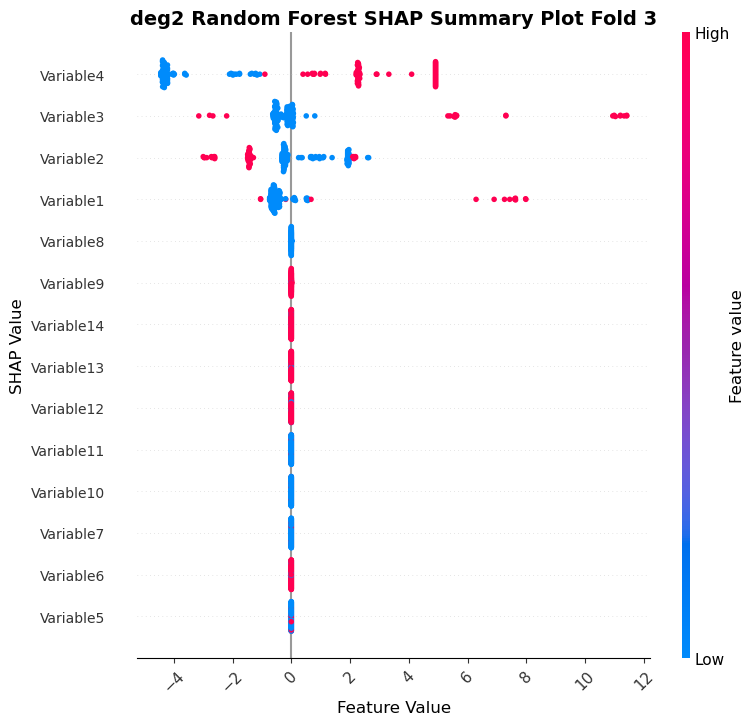 deg2 Random Forest SHAP Summary Plot Fold 3
High
Variable4
Variable3
Variable2
Variable1
Variable8
Variable9
Variable14
Variable13
Variable12
Variable11
Variable10
Variable7
Variable6
Variable5
SHAP Value
Feature value
Low
−4 −2 0 2 4 6 8 10 12
Feature Value